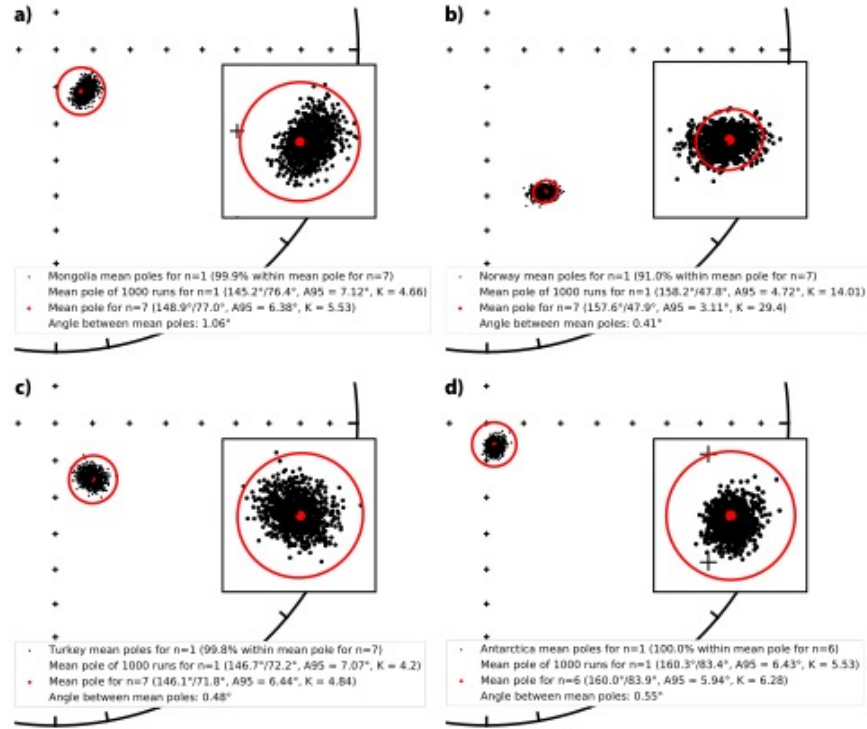 a)
Mongolia mean poles for n=1 (99.9% within mean pole for n=7)
Mean pole of 1000 runs for n=1 (145.2°/76.4°, A95 = 7.12°, K = 4.66)
Mean pole for n=7 (148.9°/77.0°, A95 = 6.38°, K = 5.53)
Angle between mean poles: 1.06°
b)
Norway mean poles for n=1 (91.0% within mean pole for n=7)
Mean pole of 1000 runs for n=1 (158.2°/47.8°, A95 = 4.72°, K = 14.01)
Mean pole for n=7 (157.6°/47.9°, A95 = 3.11°, K = 29.4)
Angle between mean poles: 0.41°
c)
Turkey mean poles for n=1 (99.8% within mean pole for n=7)
Mean pole of 1000 runs for n=1 (146.7°/72.2°, A95 = 7.07°, K = 4.2)
Mean pole for n=7 (146.1°/71.8°, A95 = 6.44°, K = 4.84)
Angle between mean poles: 0.48°
d)
Antarctica mean poles for n=1 (100.0% within mean pole for n=6)
Mean pole of 1000 runs for n=1 (160.3°/83.4°, A95 = 6.43°, K = 5.53)
Mean pole for n=6 (160.0°/83.9°, A95 = 5.94°, K = 6.28)
Angle between mean poles: 0.55°